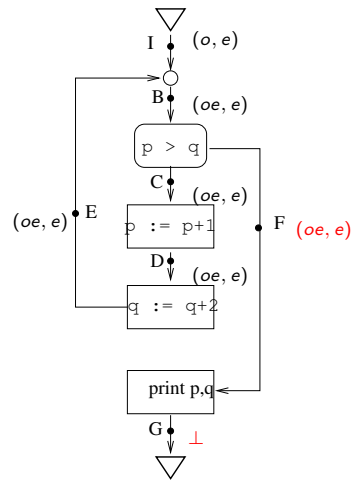 I (o, e)
B
(oe, e)
p > q
C
(oe, e)
(oe, e) E
p := p+1
F (oe, e)
D
(oe, e)
q := q+2
print p,q
G
⊥